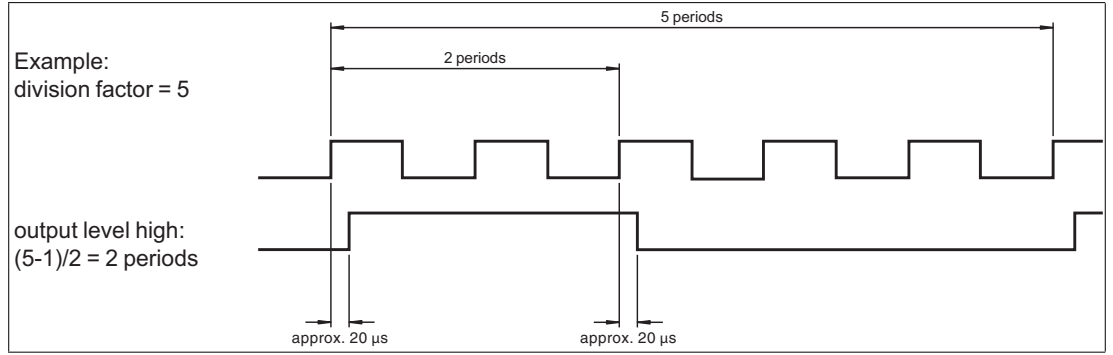 5 periods
Example:
2 periods
division factor = 5
output level high:
(5-1)/2 = 2 periods
approx. 20 µs
approx. 20 µs